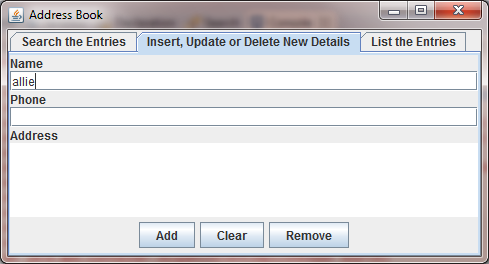 Address Book
Search the Entries Insert, Update or Delete New Details List the Entries
Name
allie
Phone
Address
Add Clear Remove